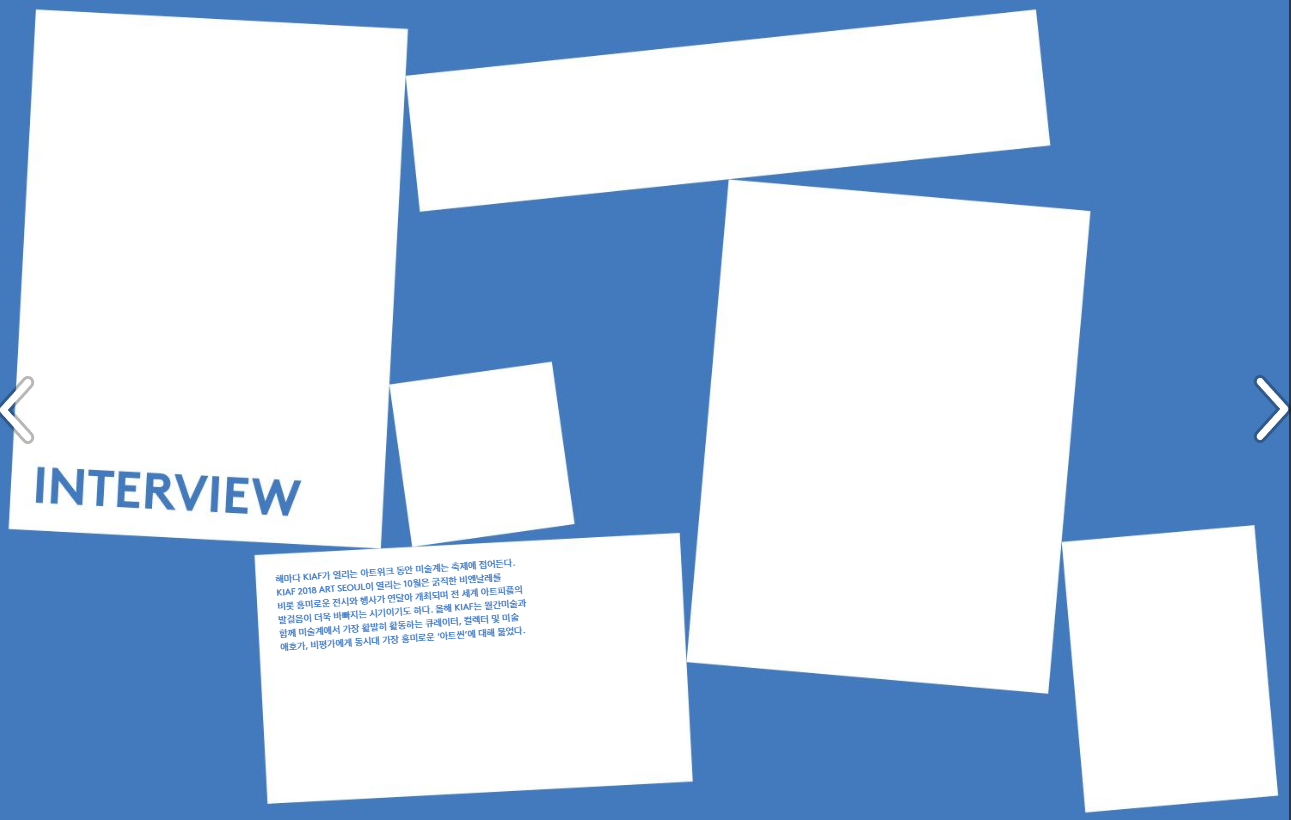 INTERVIEW
해마다 KIAF가 열리는 아트위크 동안 미술계는 축제에 접어든다.
KIAF 2018 ART SEOUL이 열리는 10월은 굵직한 비엔날레를
비롯 흥미로운 전시와 행사가 연달아 개최되며 전 세계 아트피플의
발걸음이 더욱 바빠지는 시기이기도 하다. 올해 KIAF는 월간미술과
함께 미술계에서 가장 활발히 활동하는 큐레이터, 컬렉터 및 미술
애호가, 비평가에게 동시대 가장 흥미로운 ‘아트씬’에 대해 물었다.